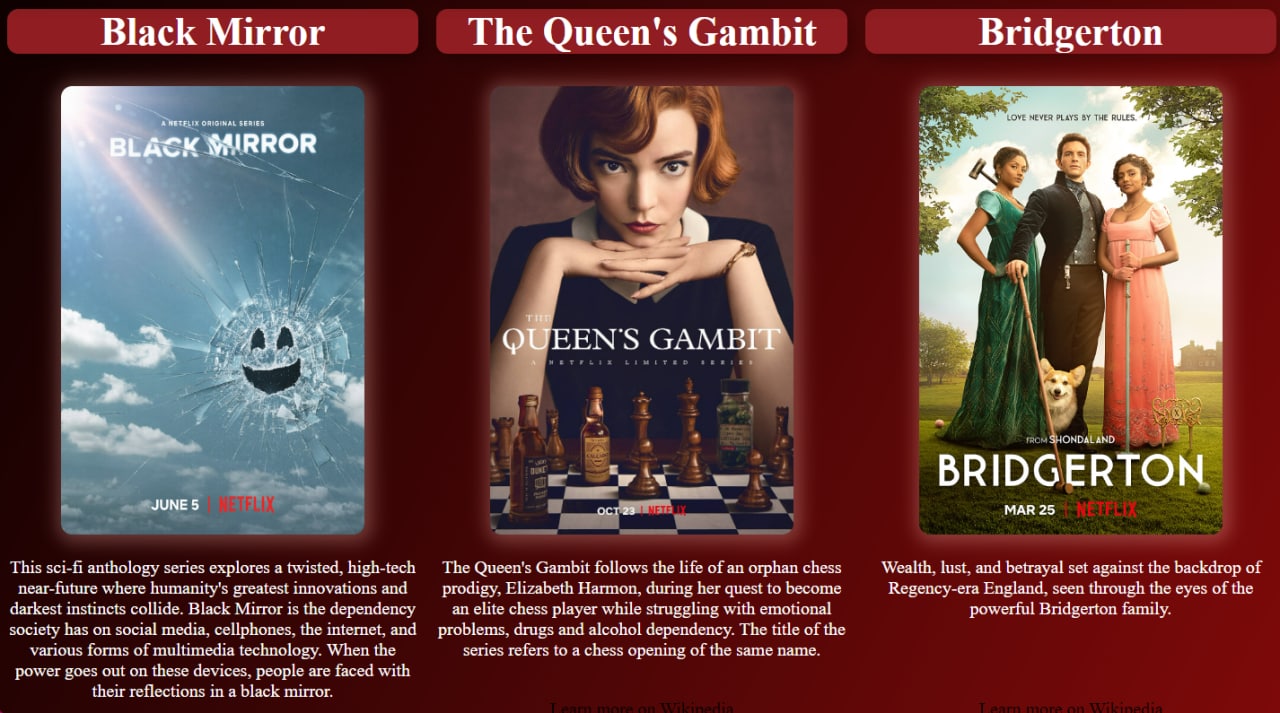 Black Mirror
The Queen's Gambit
Bridgerton
A NETFLIX ORIGINAL SERIES
BLACK MIRROR
JUNE 5 | NETFLIX
THE
QUEEN'S GAMBIT
A NETFLIX LIMITED SERIES
OCT 23 | NETFLIX
LOVE NEVER PLAYS BY THE RULES.
FROM SHONDALAND
BRIDGERTON
MAR 25 | NETFLIX
This sci-fi anthology series explores a twisted, high-tech
near-future where humanity's greatest innovations and
darkest instincts collide. Black Mirror is the dependency
society has on social media, cellphones, the internet, and
various forms of multimedia technology. When the
power goes out on these devices, people are faced with
their reflections in a black mirror.
The Queen's Gambit follows the life of an orphan chess
prodigy, Elizabeth Harmon, during her quest to become
an elite chess player while struggling with emotional
problems, drugs and alcohol dependency. The title of the
series refers to a chess opening of the same name.
Learn more on Wikipedia
Wealth, lust, and betrayal set against the backdrop of
Regency-era England, seen through the eyes of the
powerful Bridgerton family.
Learn more on Wikipedia